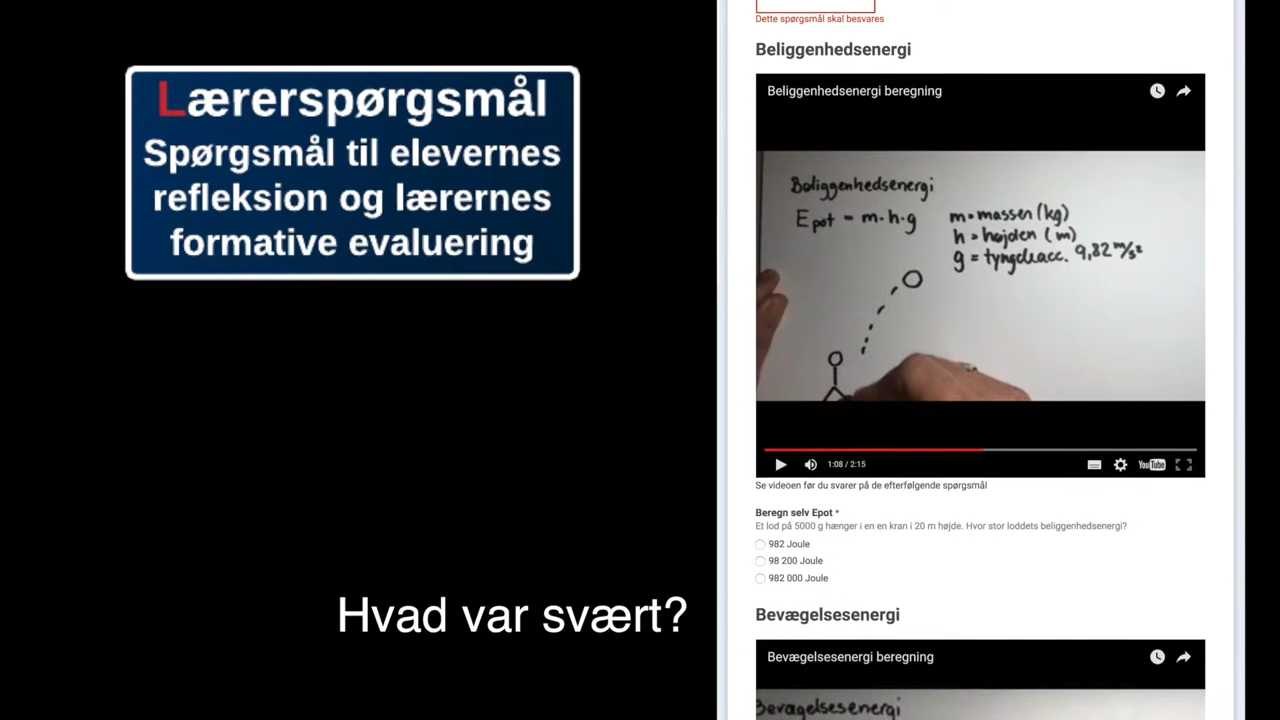 Lærerspørgsmål
Spørgsmål til elevernes
refleksion og lærernes
formative evaluering
Hvad var svært?
Dette spørgsmål skal besvares
Beliggenhedsenergi
Beliggenhedsenergi beregning
Beliggenhedsenergi
Epot = m·h·g
m = massen (kg)
h = højden (m)
g = tyngdeacc. 9,82 m/s²
1:08 / 2:15
YouTube
Se videoen før du svarer på de efterfølgende spørgsmål
Beregn selv Epot *
Et lod på 5000 g hænger i en en kran i 20 m højde. Hvor stor loddets beliggenhedsenergi?
982 Joule
98 200 Joule
982 000 Joule
Bevægelsesenergi
Bevægelsesenergi beregning
Bevægelsesenergi